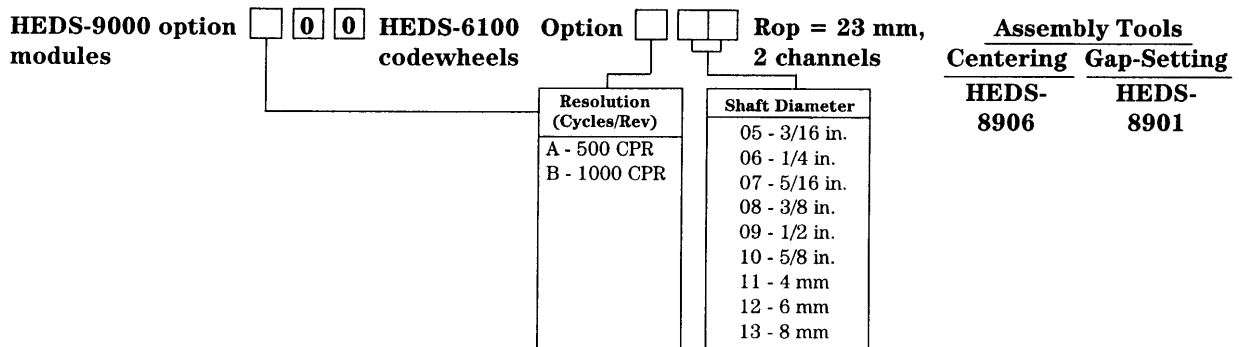 HEDS-9000 option 0 0 HEDS-6100 Option Rop = 23 mm,
modules codewheels 2 channels
Assembly Tools
Centering Gap-Setting
HEDS- HEDS-
8906 8901
Resolution
(Cycles/Rev)
A - 500 CPR
B - 1000 CPR
Shaft Diameter
05 - 3/16 in.
06 - 1/4 in.
07 - 5/16 in.
08 - 3/8 in.
09 - 1/2 in.
10 - 5/8 in.
11 - 4 mm
12 - 6 mm
13 - 8 mm